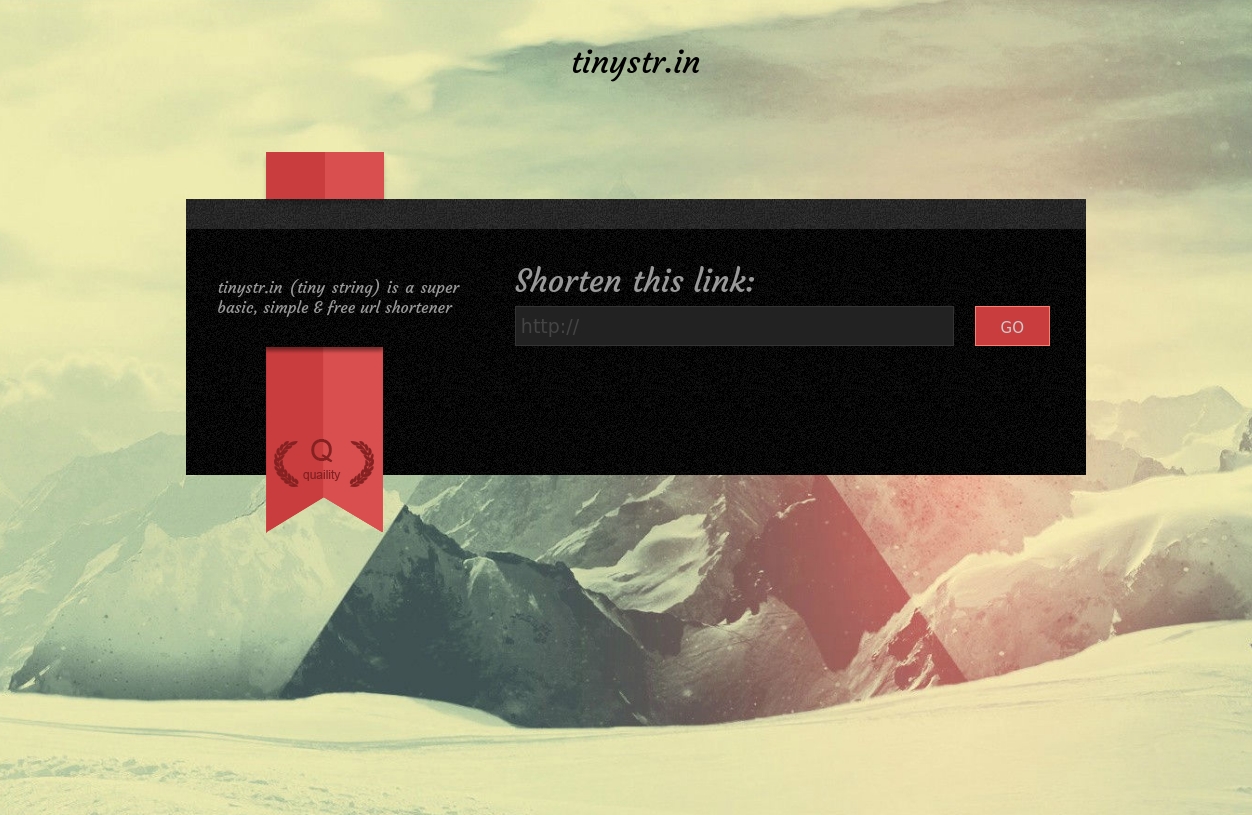 tinystr.in
tinystr.in (tiny string) is a super
basic, simple & free url shortener
Shorten this link:
http://
GO
Q
quaility